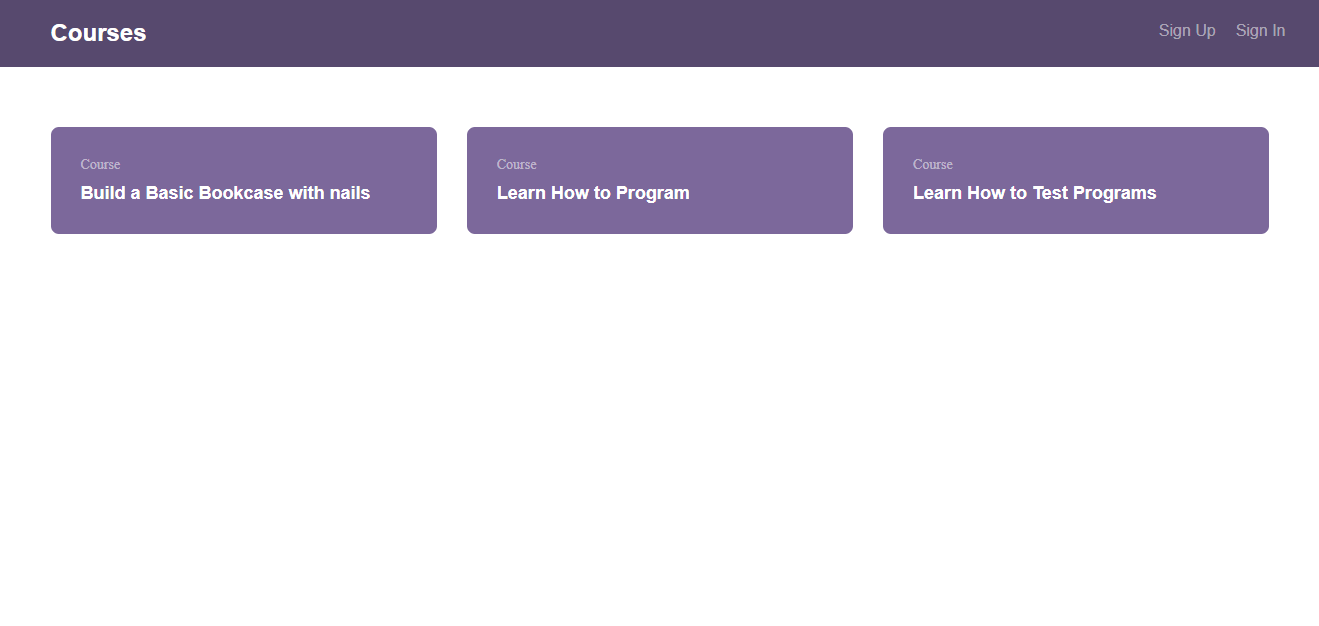 Courses
Sign Up Sign In
Course
Build a Basic Bookcase with nails
Course
Learn How to Program
Course
Learn How to Test Programs